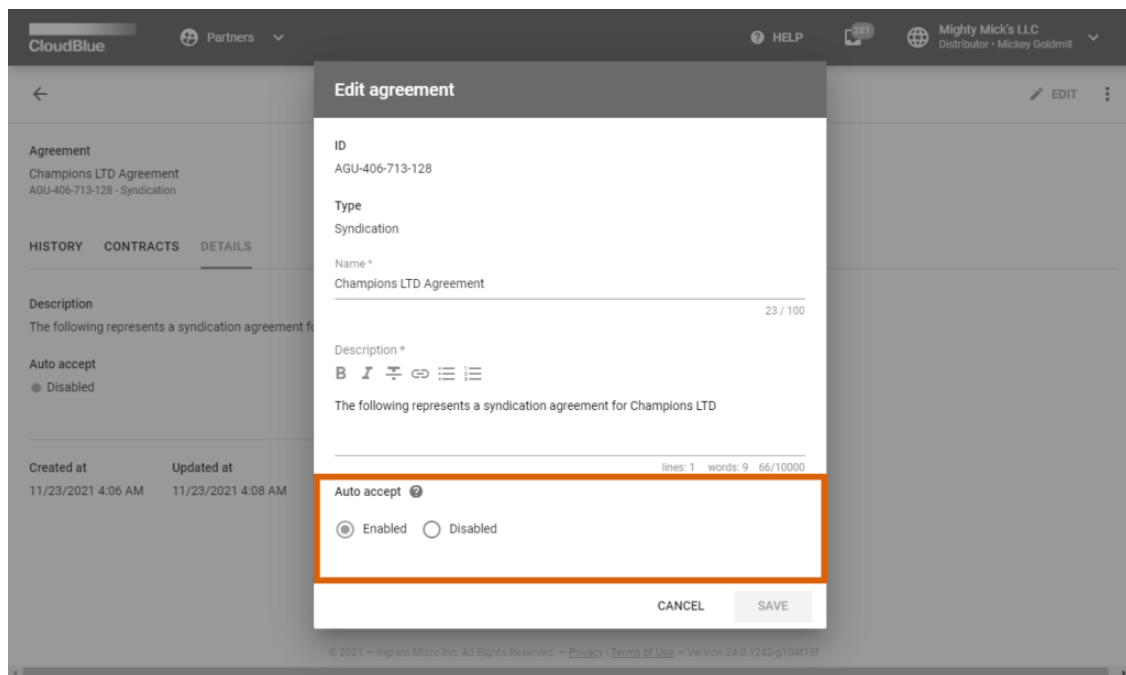 CloudBlue
Partners
HELP
201
Mighty Mick's LLC
Distributor • Mickey Goldmill
EDIT
Agreement
Champions LTD Agreement
AGU-406-713-128 - Syndication
HISTORY CONTRACTS DETAILS
Description
The following represents a syndication agreement fo
Auto accept
Disabled
Created at Updated at
11/23/2021 4:06 AM 11/23/2021 4:08 AM
Edit agreement
ID
AGU-406-713-128
Type
Syndication
Name *
Champions LTD Agreement
23 / 100
Description *
B I
The following represents a syndication agreement for Champions LTD
lines: 1 words: 9 66/10000
Auto accept
Enabled Disabled
CANCEL SAVE
© 2021 – Ingram Micro Inc. All Rights Reserved. – Privacy | Terms of Use – Version 24.0.1242-g104f15f